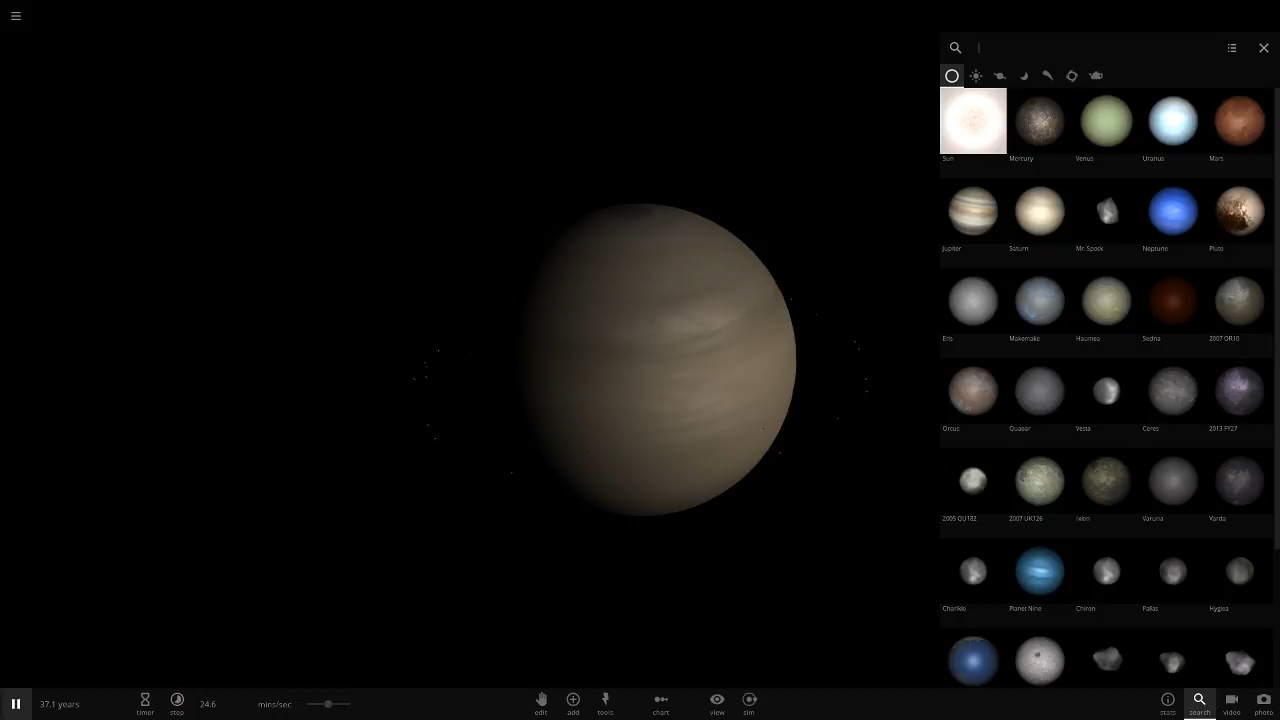 Sun Mercury Venus Uranus Mars
Jupiter Saturn Mr. Spock Neptune Pluto
Eris Makemake Haumea Sedna 2007 OR10
Orcus Quaoar Vesta Ceres 2013 FY27
2005 QU182 2007 UK126 Ixion Varuna Varda
Chariklo Planet Nine Chiron Pallas Hygiea
37.1 years timer step 24.6 mins/sec edit add tools chart view sim stats search video photo